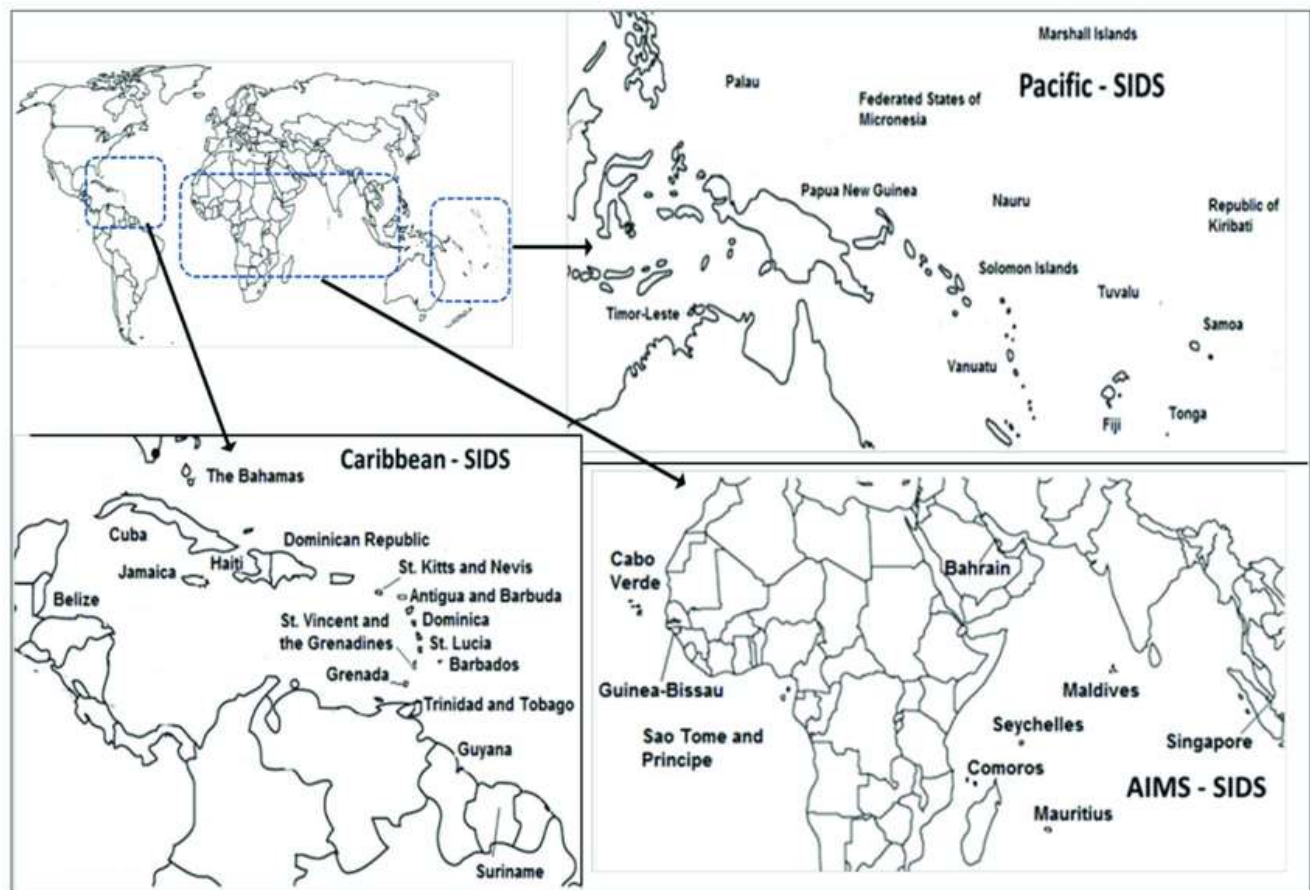 Marshall Islands
Pacific - SIDS
Palau
Federated States of
Micronesia
Papua New Guinea
Nauru
Republic of
Kiribati
Solomon Islands
Tuvalu
Timor-Leste
Samoa
Vanuatu
Fiji
Tonga
Caribbean - SIDS
The Bahamas
Cuba
Dominican Republic
Haiti
Jamaica
St. Kitts and Nevis
Belize
Antigua and Barbuda
St. Vincent and
the Grenadines
Dominica
St. Lucia
Barbados
Grenada
Trinidad and Tobago
Guyana
Suriname
Cabo
Verde
Bahrain
Guinea-Bissau
Maldives
Sao Tome and
Principe
Seychelles
Singapore
Comoros
AIMS - SIDS
Mauritius